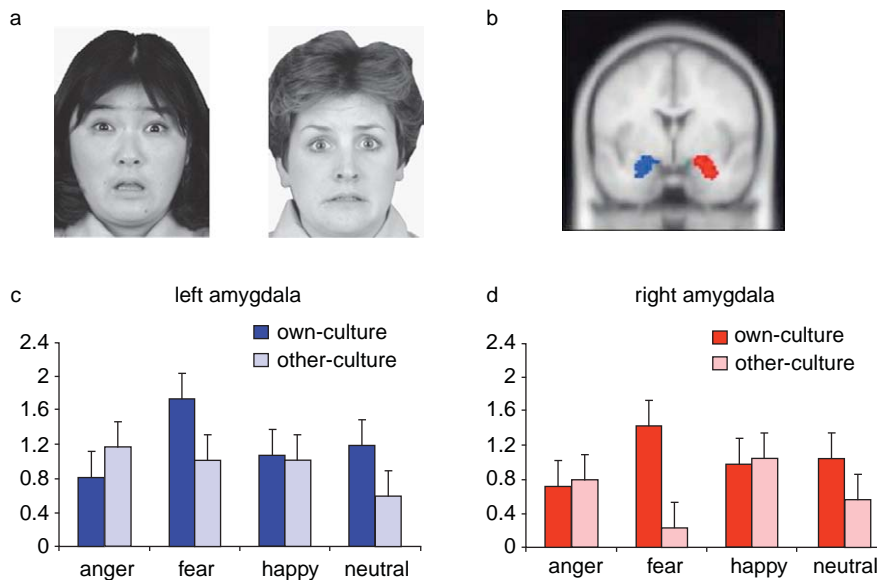 a
b
c
left amygdala
own-culture
other-culture
2.4
2
1.6
1.2
0.8
0.4
0
anger fear happy neutral
d
right amygdala
own-culture
other-culture
2.4
2
1.6
1.2
0.8
0.4
0
anger fear happy neutral